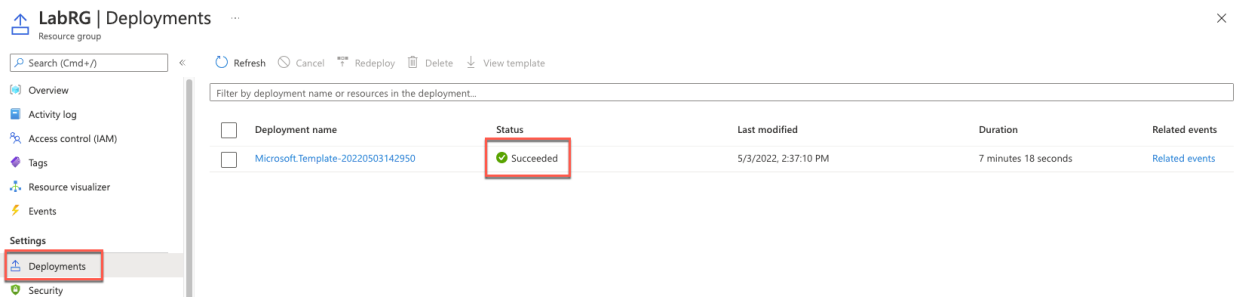 LabRG | Deployments ...
Resource group
Search (Cmd+/)
«
Refresh Cancel Redeploy Delete View template
Overview
Activity log
Access control (IAM)
Tags
Resource visualizer
Events
Settings
Deployments
Security
Filter by deployment name or resources in the deployment...
Deployment name Status Last modified Duration Related events
Microsoft.Template-20220503142950 Succeeded 5/3/2022, 2:37:10 PM 7 minutes 18 seconds Related events